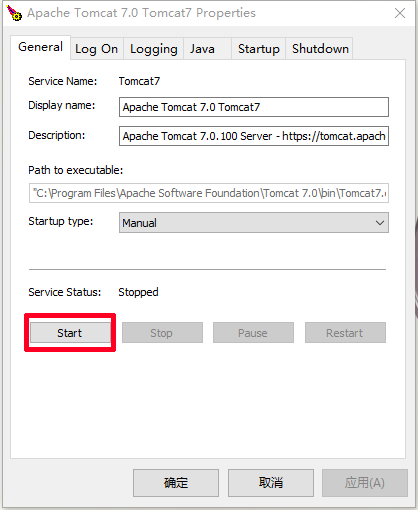 Apache Tomcat 7.0 Tomcat7 Properties
General Log On Logging Java Startup Shutdown
Service Name: Tomcat7
Display name: Apache Tomcat 7.0 Tomcat7
Description: Apache Tomcat 7.0.100 Server - https://tomcat.apach
Path to executable:
"C:\Program Files\Apache Software Foundation\Tomcat 7.0\bin\Tomcat7.e
Startup type: Manual
Service Status: Stopped
Start Stop Pause Restart
确定 取消 应用(A)